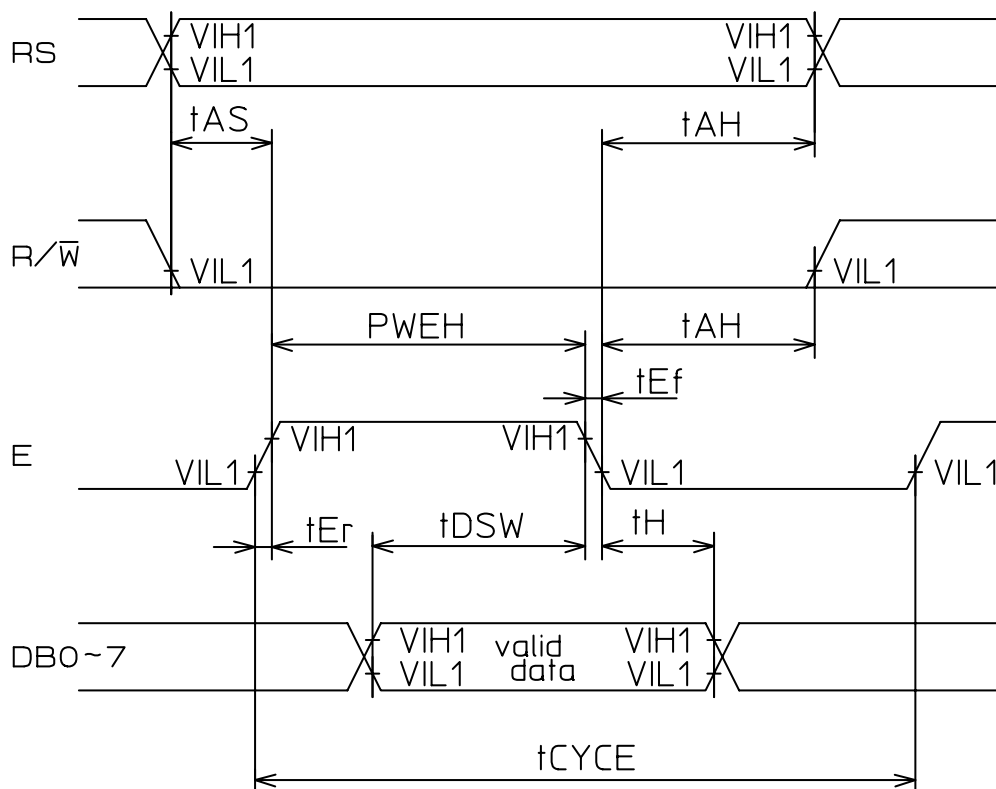 RS
VIH1 VIH1
VIL1 VIL1
tAS tAH
R/W̅
VIL1 VIL1
PWEH tAH
tEf
E
VIH1 VIH1
VIL1 VIL1 VIL1
tEr tDSW tH
DB0~7
VIH1 valid VIH1
VIL1 data VIL1
tCYCE